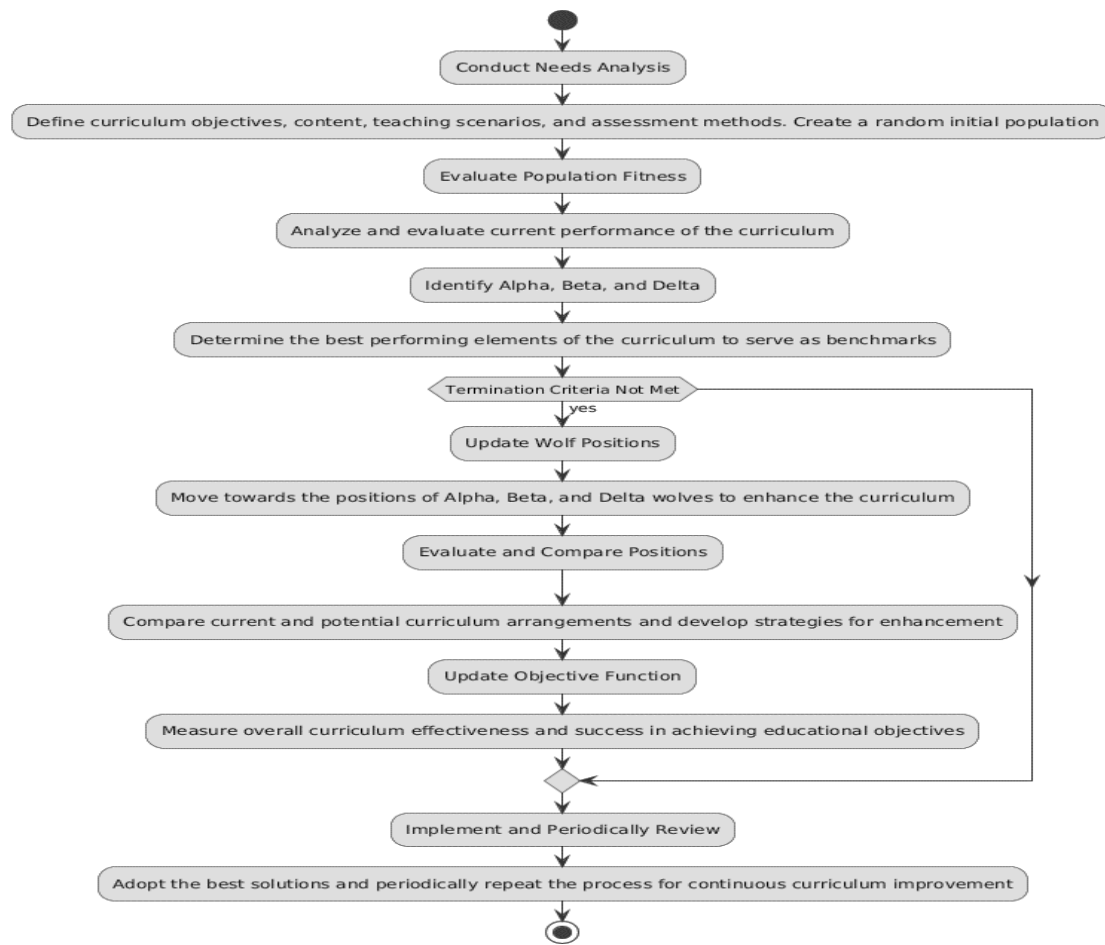 Conduct Needs Analysis
Define curriculum objectives, content, teaching scenarios, and assessment methods. Create a random initial population
Evaluate Population Fitness
Analyze and evaluate current performance of the curriculum
Identify Alpha, Beta, and Delta
Determine the best performing elements of the curriculum to serve as benchmarks
Termination Criteria Not Met
yes
Update Wolf Positions
Move towards the positions of Alpha, Beta, and Delta wolves to enhance the curriculum
Evaluate and Compare Positions
Compare current and potential curriculum arrangements and develop strategies for enhancement
Update Objective Function
Measure overall curriculum effectiveness and success in achieving educational objectives
Implement and Periodically Review
Adopt the best solutions and periodically repeat the process for continuous curriculum improvement